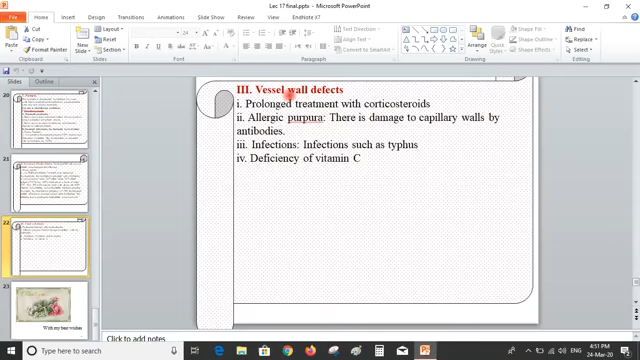 Lec 17 final.pptx - Microsoft PowerPoint
File Home Insert Design Transitions Animations Slide Show Review View EndNote X7
Cut
Copy
Format Painter
Paste
Clipboard
New Slide
Layout
Reset
Section
Slides
Font
Text Direction
Align Text
Convert to SmartArt
Paragraph
Arrange
Quick Styles
Shape Fill
Shape Outline
Shape Effects
Drawing
Find
Replace
Select
Editing
Slides Outline
20
21
22
23
With my best wishes
III. Vessel wall defects
i. Prolonged treatment with corticosteroids
ii. Allergic purpura: There is damage to capillary walls by
antibodies.
iii. Infections: Infections such as typhus
iv. Deficiency of vitamin C
Click to add notes
Type here to search
ENG
4:51 PM
24-Mar-20